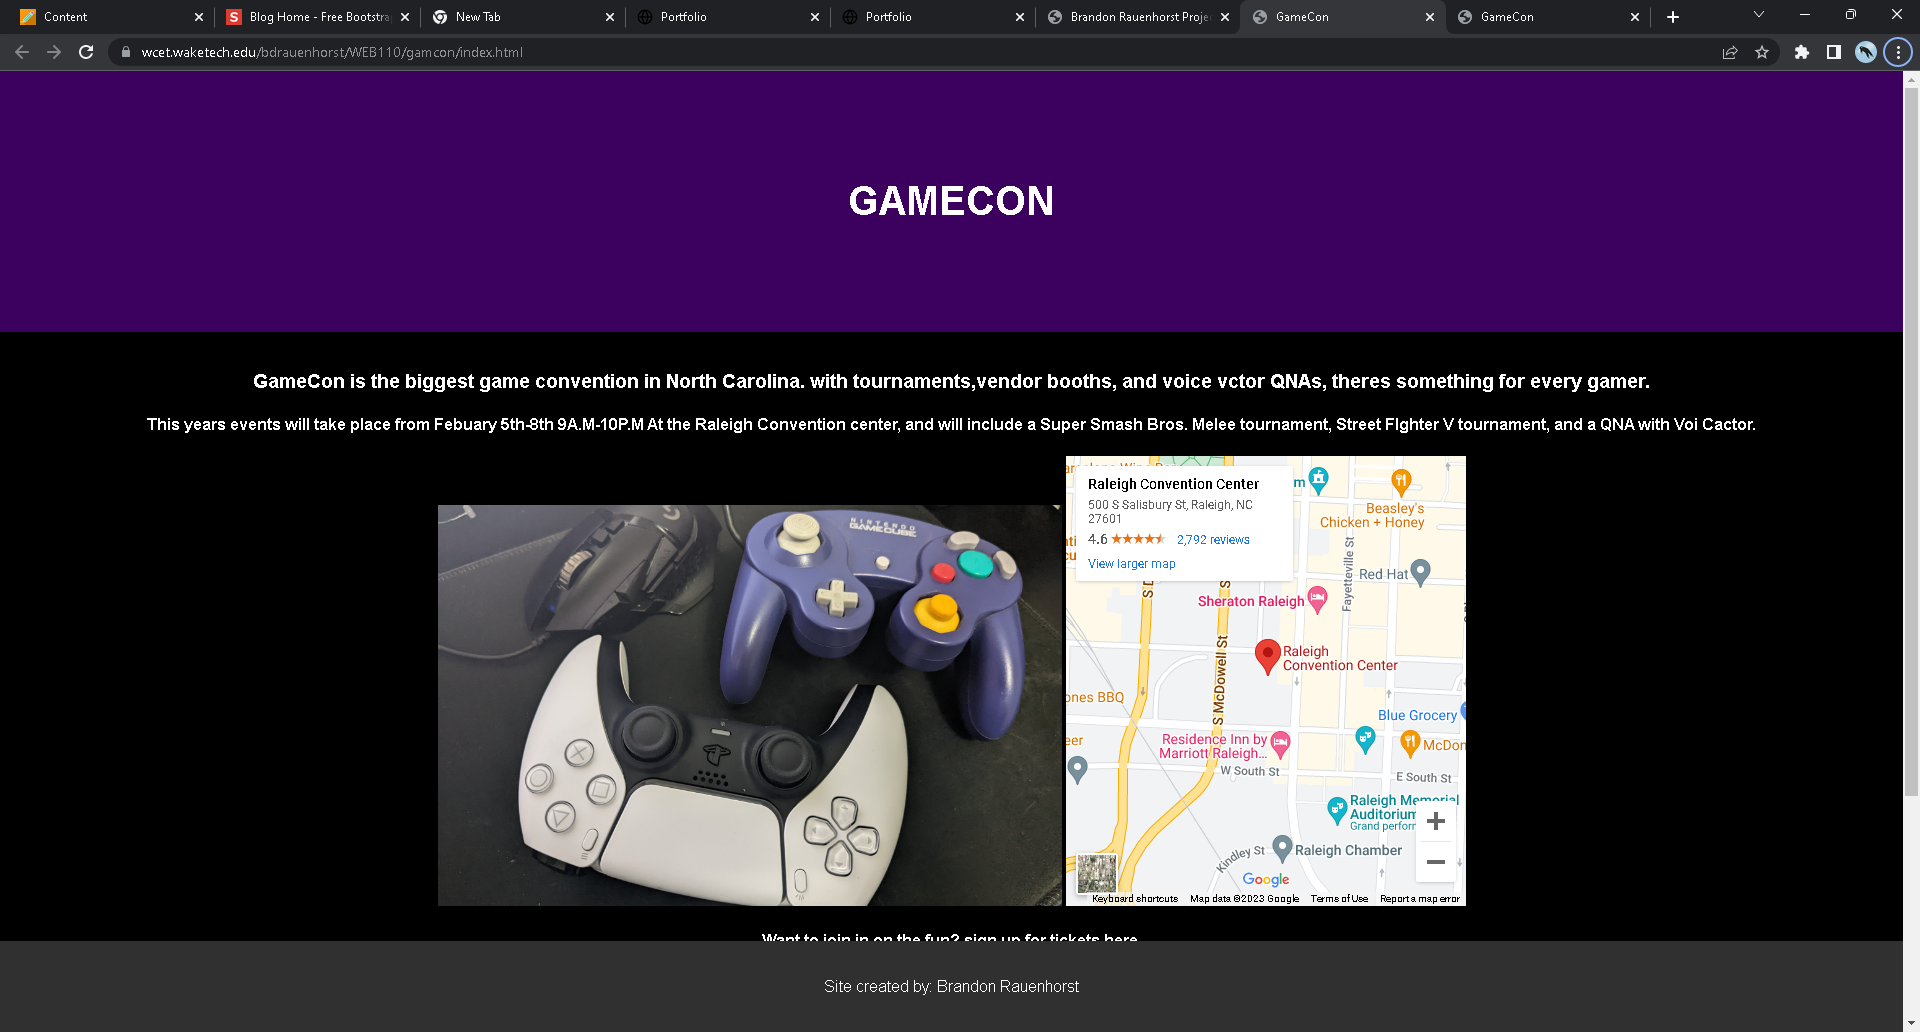 Content
Blog Home - Free Bootstra
New Tab
Portfolio
Portfolio
Brandon Rauenhorst Proje
GameCon
GameCon
wcet.waketech.edu/bdrauenhorst/WEB110/gamcon/index.html
GAMECON
GameCon is the biggest game convention in North Carolina. with tournaments,vendor booths, and voice vctor QNAs, theres something for every gamer.
This years events will take place from Febuary 5th-8th 9A.M-10P.M At the Raleigh Convention center, and will include a Super Smash Bros. Melee tournament, Street FIghter V tournament, and a QNA with Voi Cactor.
NINTENDO
GAMECUBE
Raleigh Convention Center
500 S Salisbury St, Raleigh, NC
27601
4.6 2,792 reviews
View larger map
m
Beasley's
Chicken + Honey
Fayetteville St
Red Hat
Sheraton Raleigh
S McDowell St
Raleigh
Convention Center
ones BBQ
Blue Grocery
eer
Residence Inn by
Marriott Raleigh...
McDon
W South St
E South St
Raleigh Memorial
Auditorium
Grand perforr
Kindley St
Raleigh Chamber
Google
Keyboard shortcuts
Map data ©2023 Google
Terms of Use
Report a map error
Want to join in on the fun? sign up for tickets here
Site created by: Brandon Rauenhorst